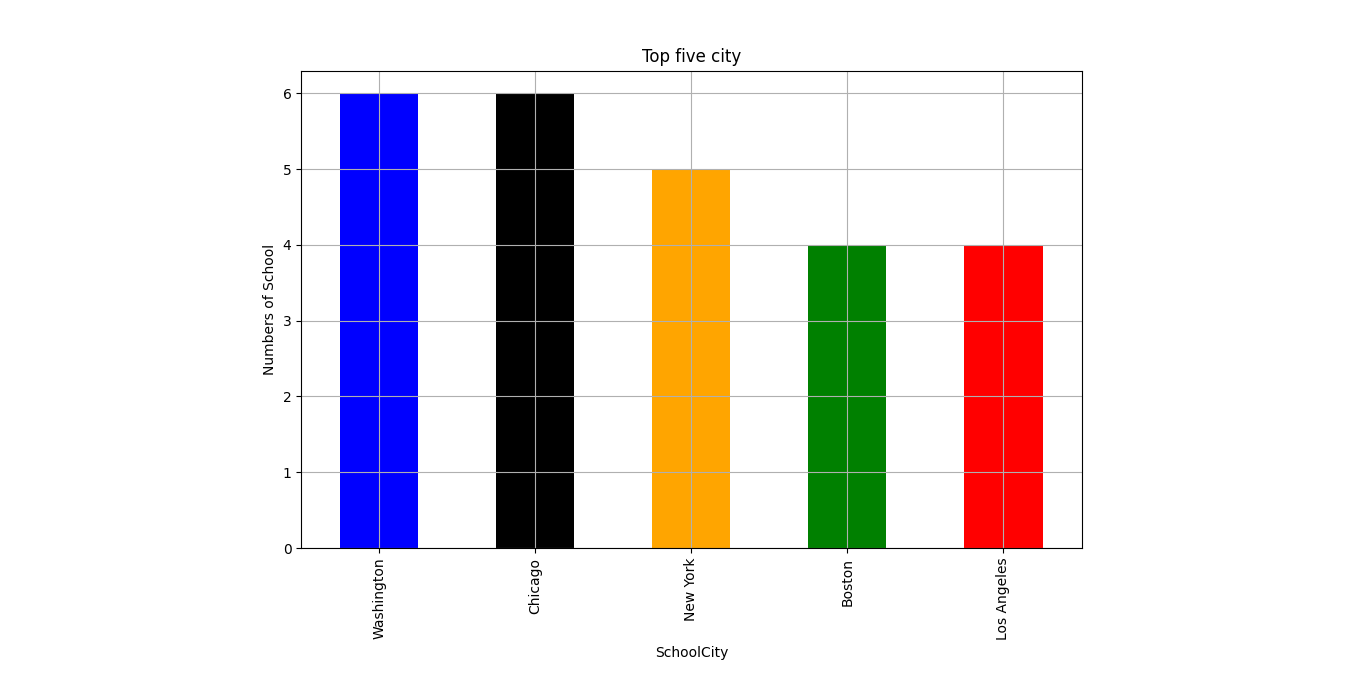 Top five city
6
5
4
3
2
1
0
Numbers of School
Washington
Chicago
New York
Boston
Los Angeles
SchoolCity